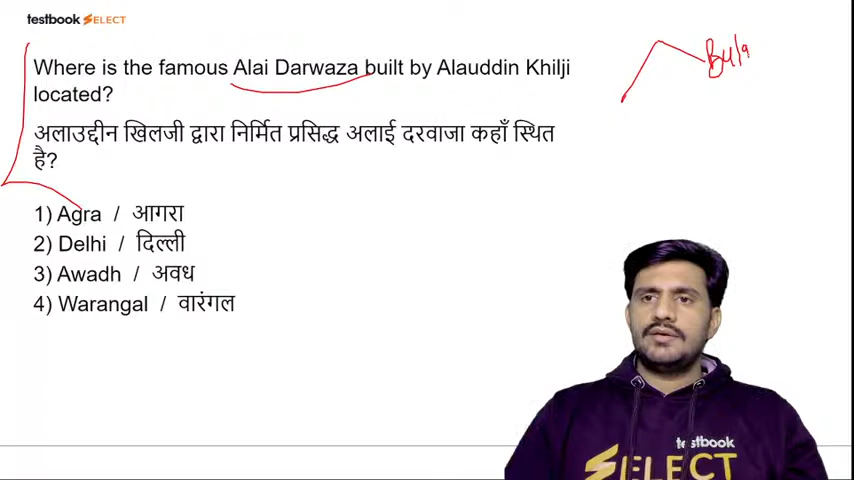 testbook SELECT
Where is the famous Alai Darwaza built by Alauddin Khilji
located?
अलाउद्दीन खिलजी द्वारा निर्मित प्रसिद्ध अलाई दरवाजा कहाँ स्थित
है?
1) Agra / आगरा
2) Delhi / दिल्ली
3) Awadh / अवध
4) Warangal / वारंगल
testbook
SELECT